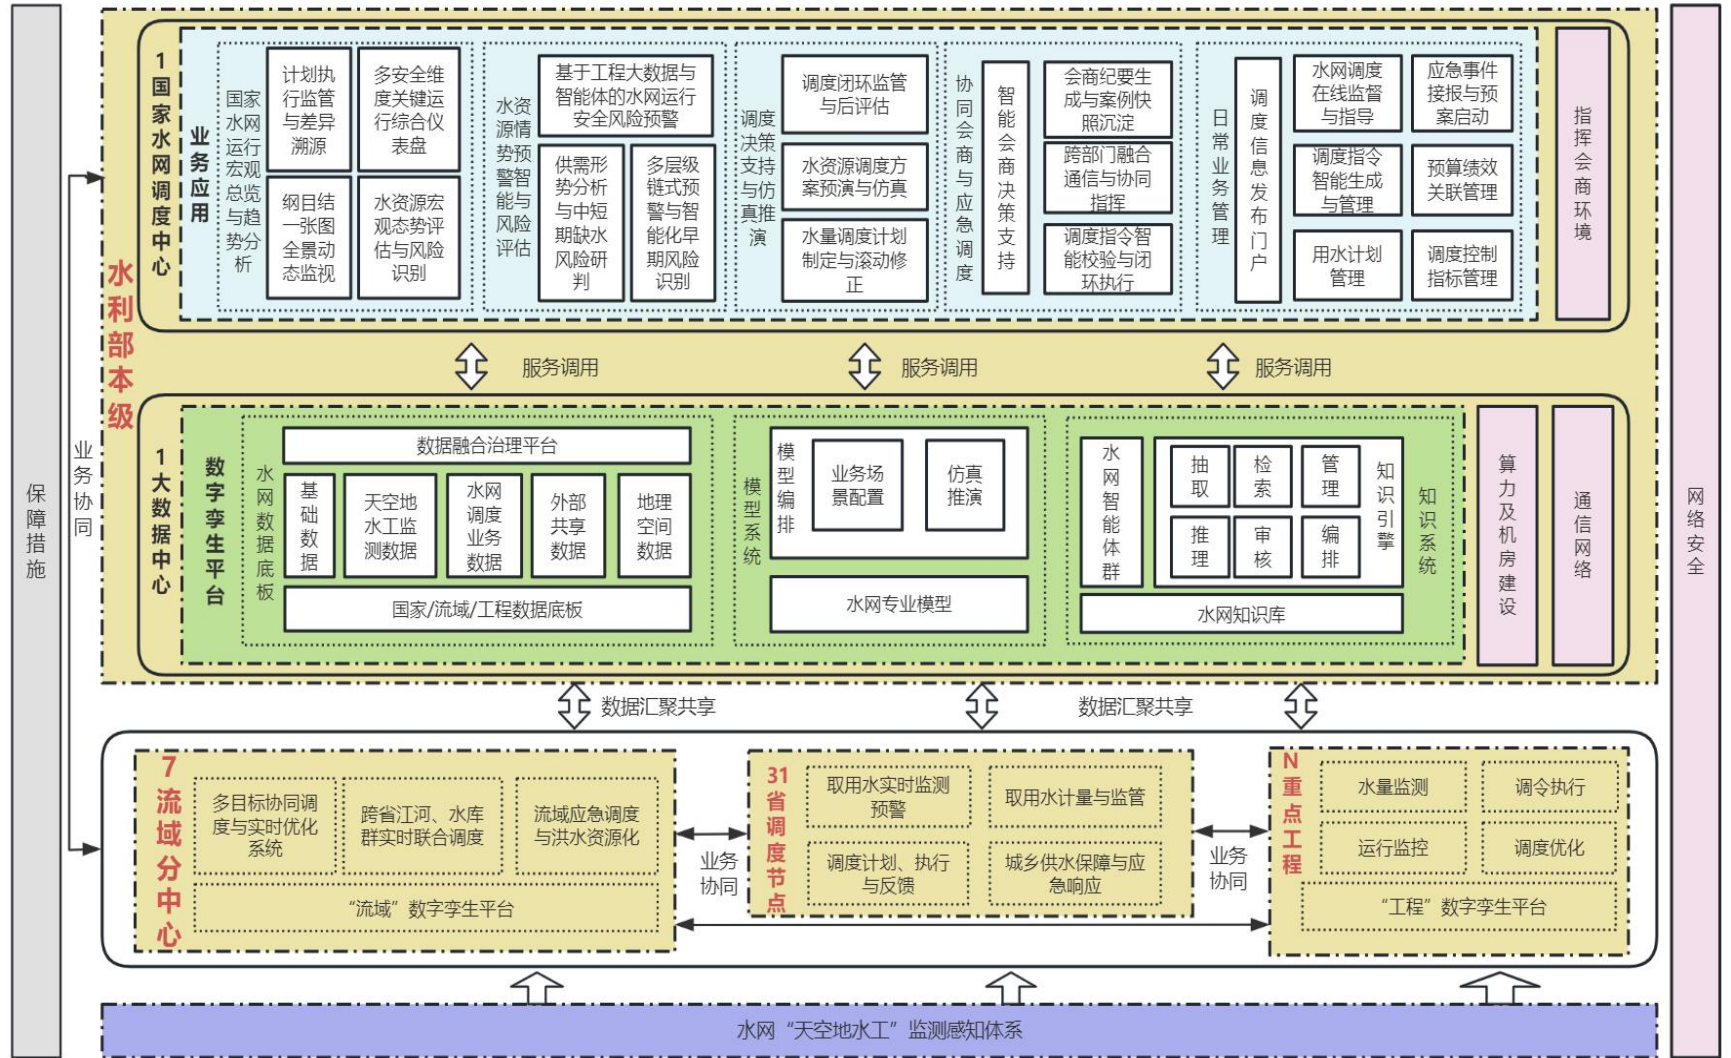 保障措施
业务
协同
水利部本级
1国家水网调度中心
业务应用
国家
水网
运行
宏观
总览
与趋
势分
析
计划执
行监管
与差异
溯源
多安全维
度关键运
行综合仪
表盘
纲目结
一张图
全景动
态监视
水资源宏
观态势评
估与风险
识别
水资
源情
势预
警智
能与
风险
评估
基于工程大数据与
智能体的水网运行
安全风险预警
供需形
势分析
与中短
期缺水
风险研
判
多层级
链式预
警与智
能化早
期风险
识别
调度
决策
支持
与仿
真推
演
调度闭环监管
与后评估
水资源调度方
案预演与仿真
水量调度计划
制定与滚动修
正
协同会商与应急调度
智能会商决策支持
会商纪要生
成与案例快
照沉淀
跨部门融合
通信与协同
指挥
调度指令智
能校验与闭
环执行
日常业务管理
调度信息发布门户
水网调度
在线监督
与指导
应急事件
接报与预
案启动
调度指令
智能生成
与管理
预算绩效
关联管理
用水计划
管理
调度控制
指标管理
指挥会商环境
服务调用
服务调用
服务调用
1大数据中心
数字孪生平台
水网数据底板
数据融合治理平台
基础数据
天空地
水工监
测数据
水网
调度
业务
数据
外部
共享
数据
地理
空间
数据
国家/流域/工程数据底板
模型系统
模型编排
业务场
景配置
仿真
推演
水网专业模型
水网智能体群
抽取
检索
管理
推理
审核
编排
知识引擎
水网知识库
知识系统
算力及机房建设
通信网络
网络安全
数据汇聚共享
数据汇聚共享
7流域分中心
多目标协同调
度与实时优化
系统
跨省江河、水库
群实时联合调度
流域应急调度
与洪水资源化
“流域”数字孪生平台
业务
协同
31省调度节点
取用水实时监测
预警
取用水计量与监管
调度计划、执行
与反馈
城乡供水保障与应
急响应
业务
协同
N重点工程
水量监测
调令执行
运行监控
调度优化
“工程”数字孪生平台
水网“天空地水工”监测感知体系